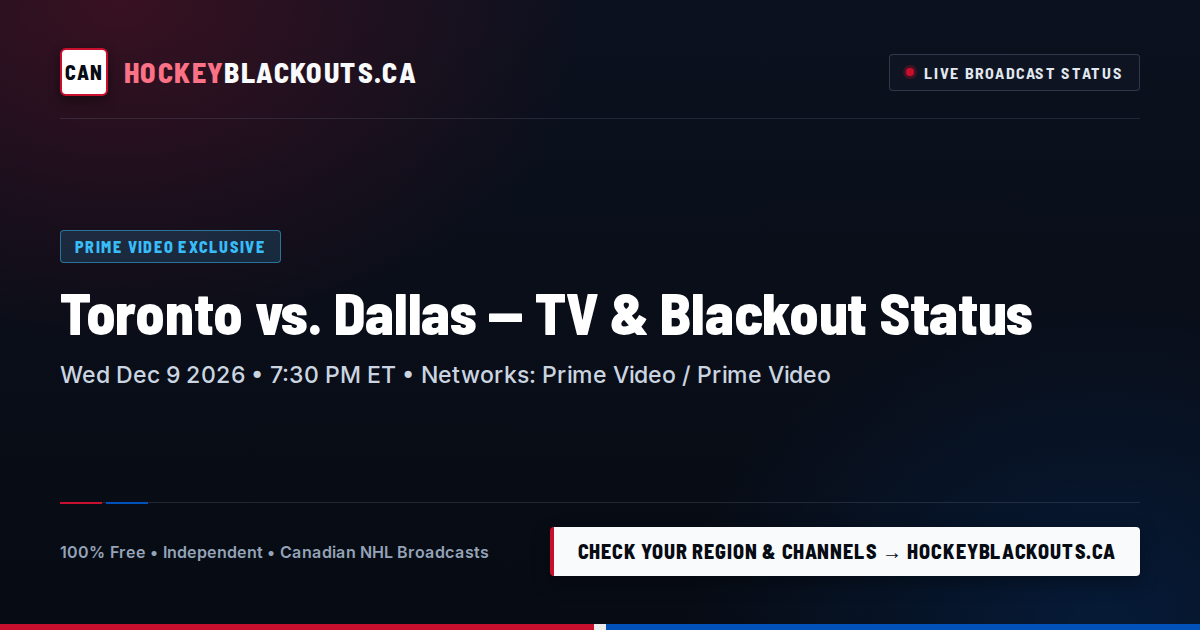 CAN
HOCKEYBLACKOUTS.CA
LIVE BROADCAST STATUS
PRIME VIDEO EXCLUSIVE
Toronto vs. Dallas — TV & Blackout Status
Wed Dec 9 2026 • 7:30 PM ET • Networks: Prime Video / Prime Video
100% Free • Independent • Canadian NHL Broadcasts
CHECK YOUR REGION & CHANNELS → HOCKEYBLACKOUTS.CA